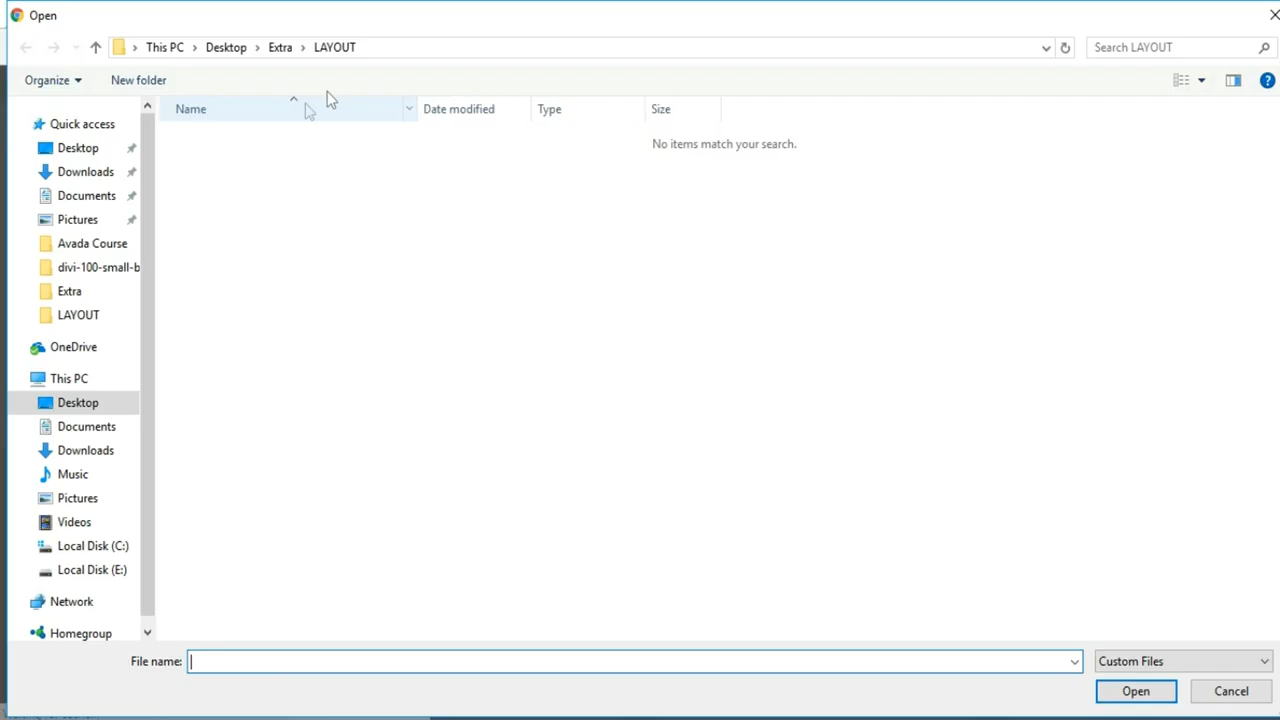 Open
This PC > Desktop > Extra > LAYOUT
Search LAYOUT
Organize
New folder
Name
Date modified
Type
Size
No items match your search.
Quick access
Desktop
Downloads
Documents
Pictures
Avada Course
divi-100-small-b
Extra
LAYOUT
OneDrive
This PC
Desktop
Documents
Downloads
Music
Pictures
Videos
Local Disk (C:)
Local Disk (E:)
Network
Homegroup
File name:
Custom Files
Open
Cancel